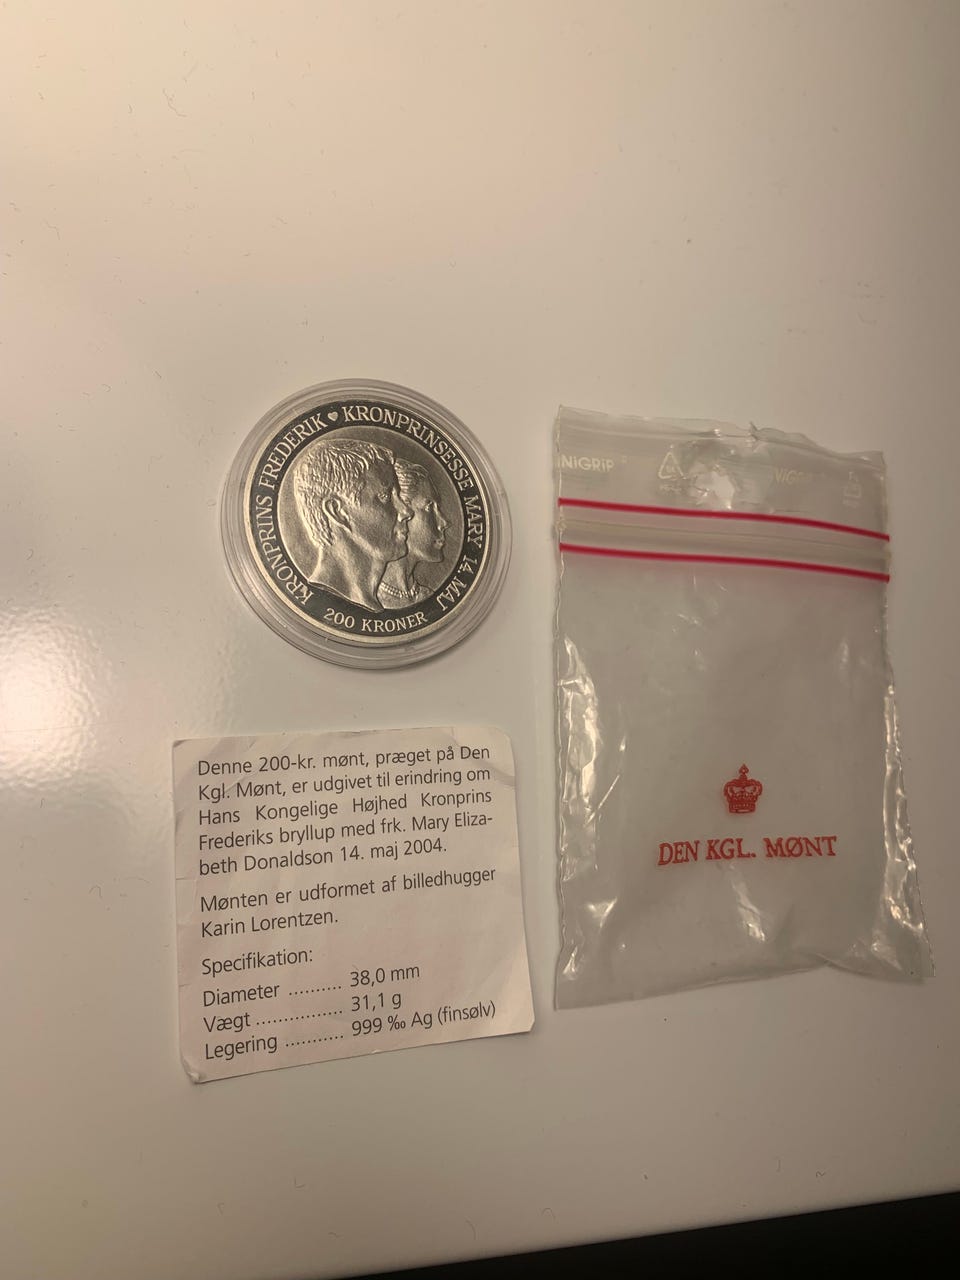 KRONPRINS FREDERIK ♥ KRONPRINSESSE MARY 14. MAJ
200 KRONER
NiGRiP
DEN KGL. MØNT
Denne 200-kr. mønt, præget på Den
Kgl. Mønt, er udgivet til erindring om
Hans Kongelige Højhed Kronprins
Frederiks bryllup med frk. Mary Eliza-
beth Donaldson 14. maj 2004.
Mønten er udformet af billedhugger
Karin Lorentzen.
Specifikation:
Diameter .......... 38,0 mm
Vægt ................ 31,1 g
Legering ........... 999 ‰ Ag (finsølv)